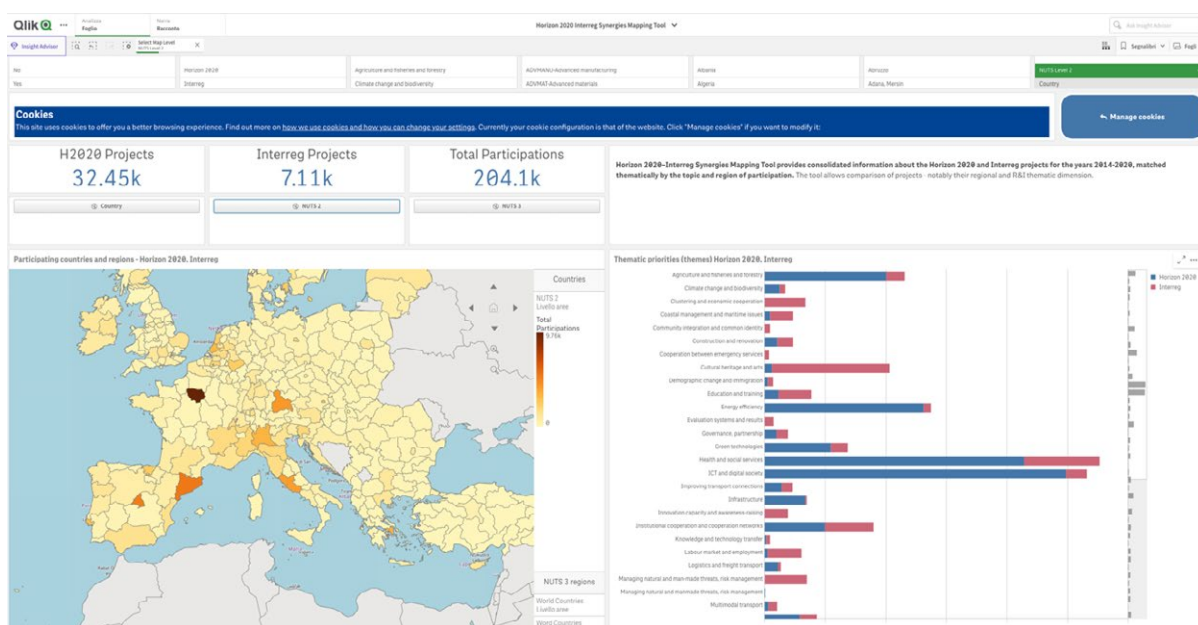 Qlik
Analizza
Foglio
Narra
Racconto
Horizon 2020 Interreg Synergies Mapping Tool
Ask Insight Advisor
Insight Advisor
Select Map Level
NUTS Level 2
Segnalibri
Fogli
No
Horizon 2020
Agriculture and fisheries and forestry
ADVMANU-Advanced manufacturing
Albania
Abruzzo
NUTS Level 2
Yes
Interreg
Climate change and biodiversity
ADVMAT-Advanced materials
Algeria
Adana, Mersin
Country
Cookies
This site uses cookies to offer you a better browsing experience. Find out more on how we use cookies and how you can change your settings. Currently your cookie configuration is that of the website. Click "Manage cookies" if you want to modify it:
Manage cookies
H2020 Projects
32.45k
Interreg Projects
7.11k
Total Participations
204.1k
Country
NUTS 2
NUTS 3
Horizon 2020-Interreg Synergies Mapping Tool provides consolidated information about the Horizon 2020 and Interreg projects for the years 2014-2020, matched
thematically by the topic and region of participation. The tool allows comparison of projects - notably their regional and R&I thematic dimension.
Participating countries and regions - Horizon 2020, Interreg
Countries
NUTS 2
Livello area
Total
Participations
9.76k
0
NUTS 3 regions
World Countries
Livello area
Word Countries
Thematic priorities (themes) Horizon 2020, Interreg
Horizon 2020
Interreg
Agriculture and fisheries and forestry
Climate change and biodiversity
Clustering and economic cooperation
Coastal management and maritime issues
Community integration and common identity
Construction and renovation
Cooperation between emergency services
Cultural heritage and arts
Demographic change and immigration
Education and training
Energy efficiency
Evaluation systems and results
Governance, partnership
Green technologies
Health and social services
ICT and digital society
Improving transport connections
Infrastructure
Innovation capacity and awareness-raising
Institutional cooperation and cooperation networks
Knowledge and technology transfer
Labour market and employment
Logistics and freight transport
Managing natural and man-made threats, risk management
Managing natural and manmade threats, risk management
Multimodal transport